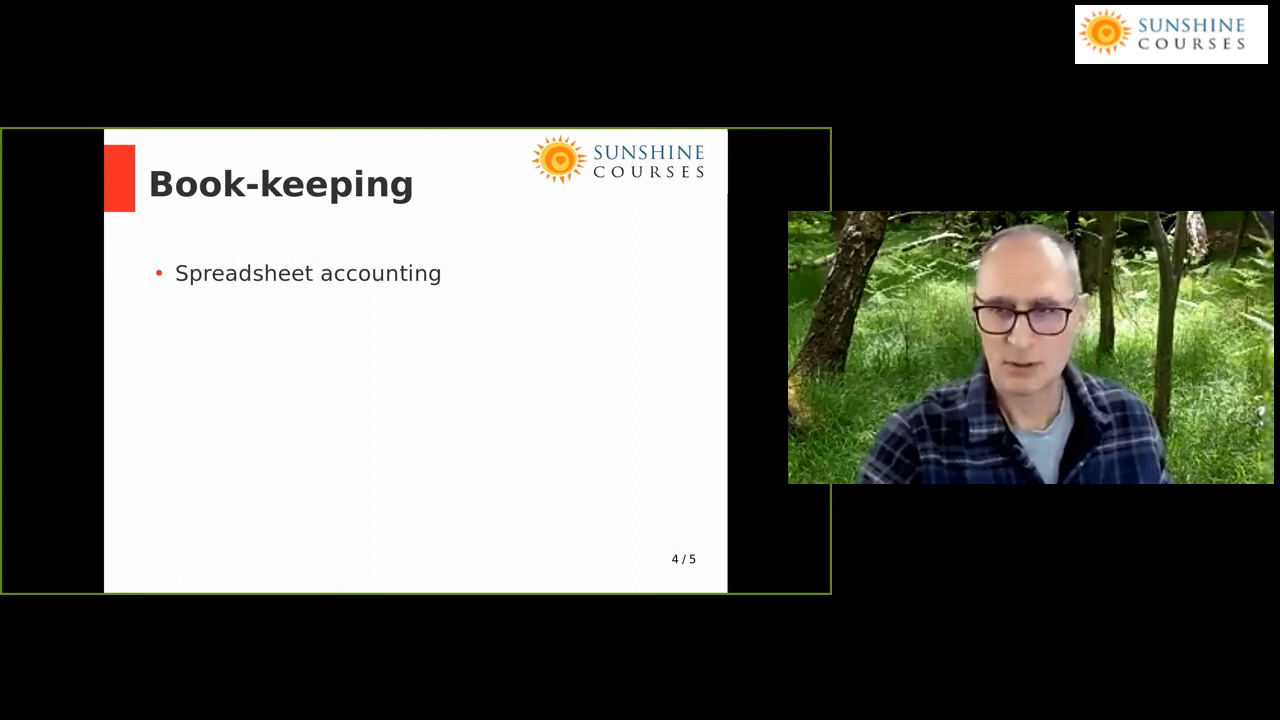 SUNSHINE
COURSES
SUNSHINE
COURSES
Book-keeping
• Spreadsheet accounting
4 / 5